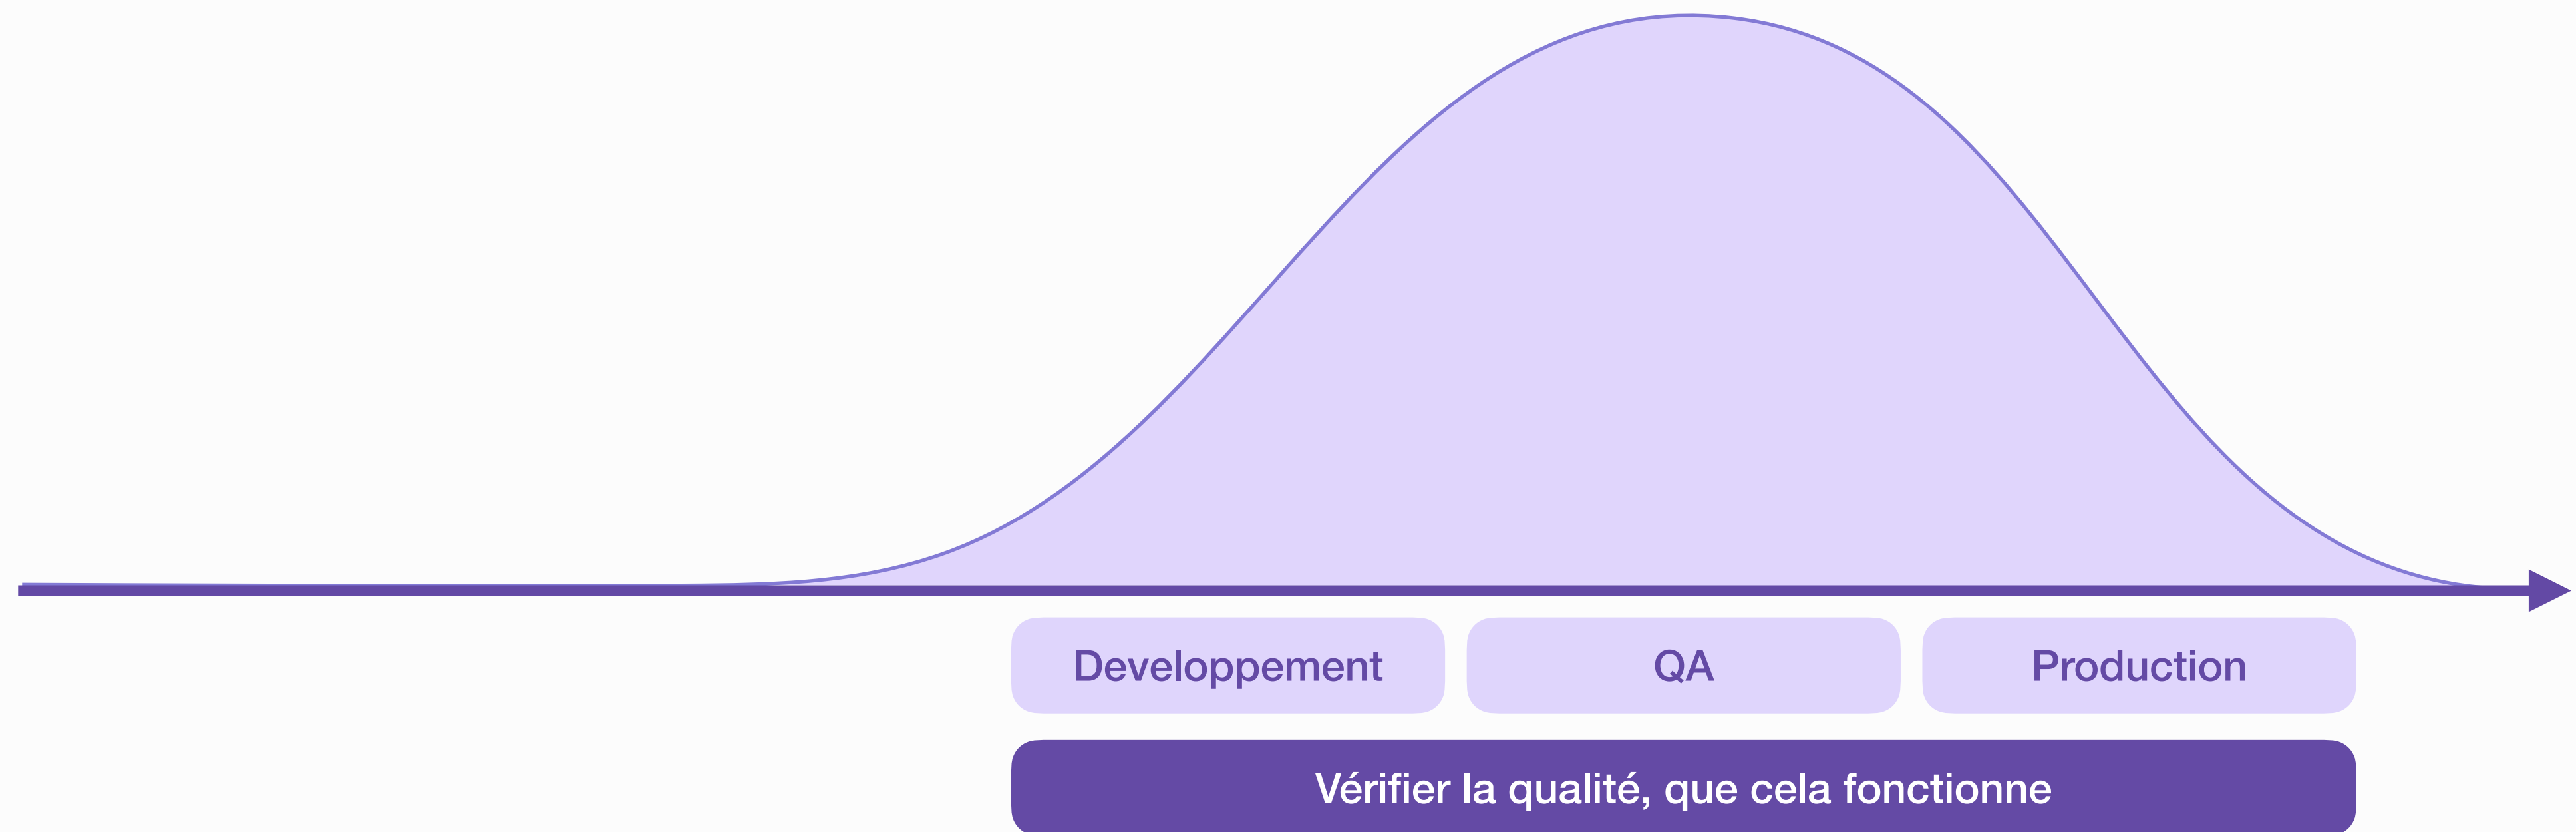 Developpement
QA
Production
Vérifier la qualité, que cela fonctionne